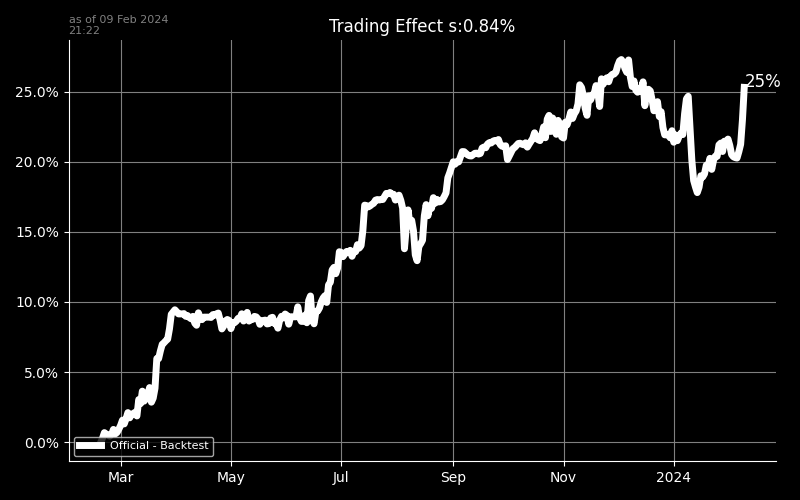 as of 09 Feb 2024
21:22
Trading Effect s:0.84%
25%
25.0%
20.0%
15.0%
10.0%
5.0%
0.0%
Official - Backtest
Mar May Jul Sep Nov 2024